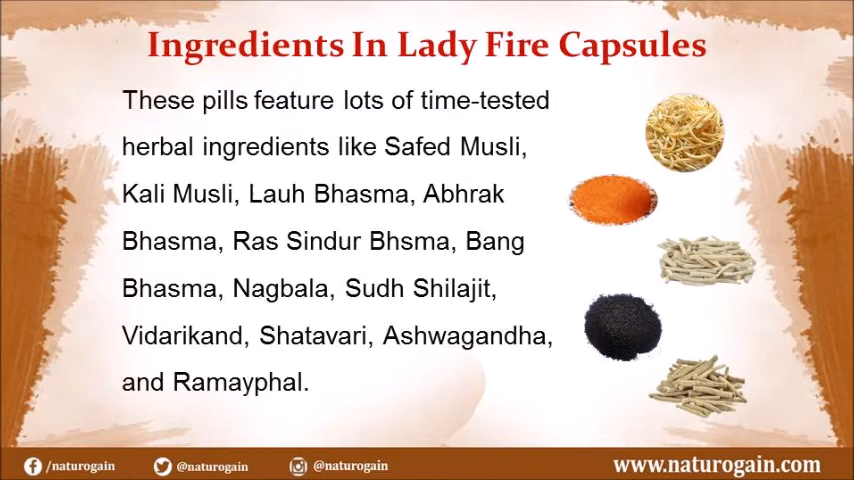 Ingredients In Lady Fire Capsules
These pills feature lots of time-tested
herbal ingredients like Safed Musli,
Kali Musli, Lauh Bhasma, Abhrak
Bhasma, Ras Sindur Bhsma, Bang
Bhasma, Nagbala, Sudh Shilajit,
Vidarikand, Shatavari, Ashwagandha,
and Ramayphal.
/naturogain @naturogain @naturogain www.naturogain.com